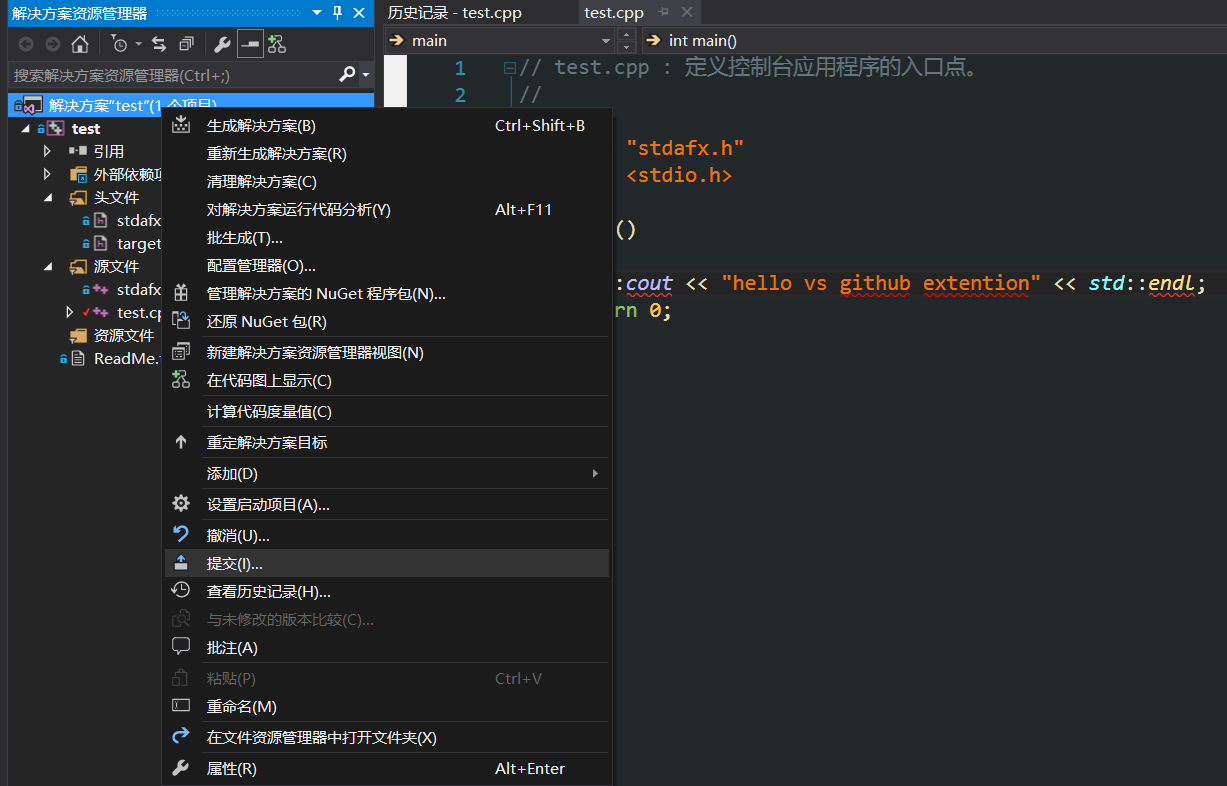 解决方案资源管理器
搜索解决方案资源管理器(Ctrl+;)
解决方案"test"(1 个项目)
test
引用
外部依赖项
头文件
stdafx
target
源文件
stdafx
test.cp
资源文件
ReadMe.
生成解决方案(B) Ctrl+Shift+B
重新生成解决方案(R)
清理解决方案(C)
对解决方案运行代码分析(Y) Alt+F11
批生成(T)...
配置管理器(O)...
管理解决方案的 NuGet 程序包(N)...
还原 NuGet 包(R)
新建解决方案资源管理器视图(N)
在代码图上显示(C)
计算代码度量值(C)
重定解决方案目标
添加(D)
设置启动项目(A)...
撤消(U)...
提交(I)...
查看历史记录(H)...
与未修改的版本比较(C)...
批注(A)
粘贴(P) Ctrl+V
重命名(M)
在文件资源管理器中打开文件夹(X)
属性(R) Alt+Enter
历史记录 - test.cpp test.cpp
main int main()
1 // test.cpp : 定义控制台应用程序的入口点。
2 //
"stdafx.h"
<stdio.h>
()
:cout << "hello vs github extention" << std::endl;
rn 0;